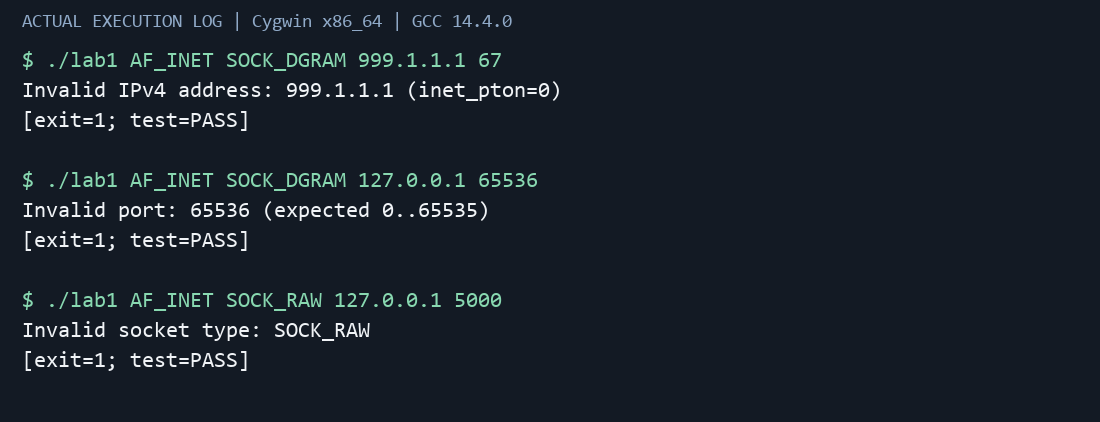 ACTUAL EXECUTION LOG | Cygwin x86_64 | GCC 14.4.0
$ ./lab1 AF_INET SOCK_DGRAM 999.1.1.1 67
Invalid IPv4 address: 999.1.1.1 (inet_pton=0)
[exit=1; test=PASS]
$ ./lab1 AF_INET SOCK_DGRAM 127.0.0.1 65536
Invalid port: 65536 (expected 0..65535)
[exit=1; test=PASS]
$ ./lab1 AF_INET SOCK_RAW 127.0.0.1 5000
Invalid socket type: SOCK_RAW
[exit=1; test=PASS]